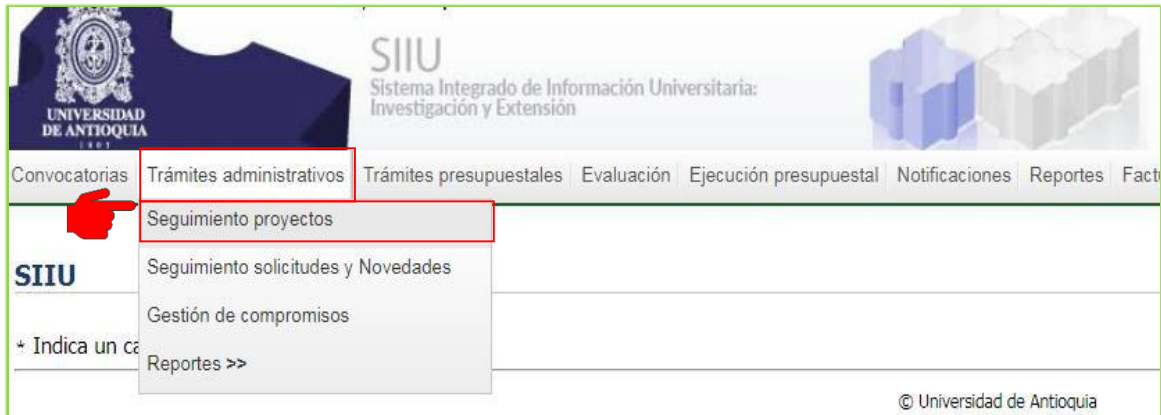 UNIVERSIDAD
DE ANTIOQUIA
1803
SIIU
Sistema Integrado de Información Universitaria:
Investigación y Extensión
Convocatorias Trámites administrativos Trámites presupuestales Evaluación Ejecución presupuestal Notificaciones Reportes
Seguimiento proyectos
Seguimiento solicitudes y Novedades
Gestión de compromisos
Reportes >>
SIIU
* Indica un
© Universidad de Antioquia